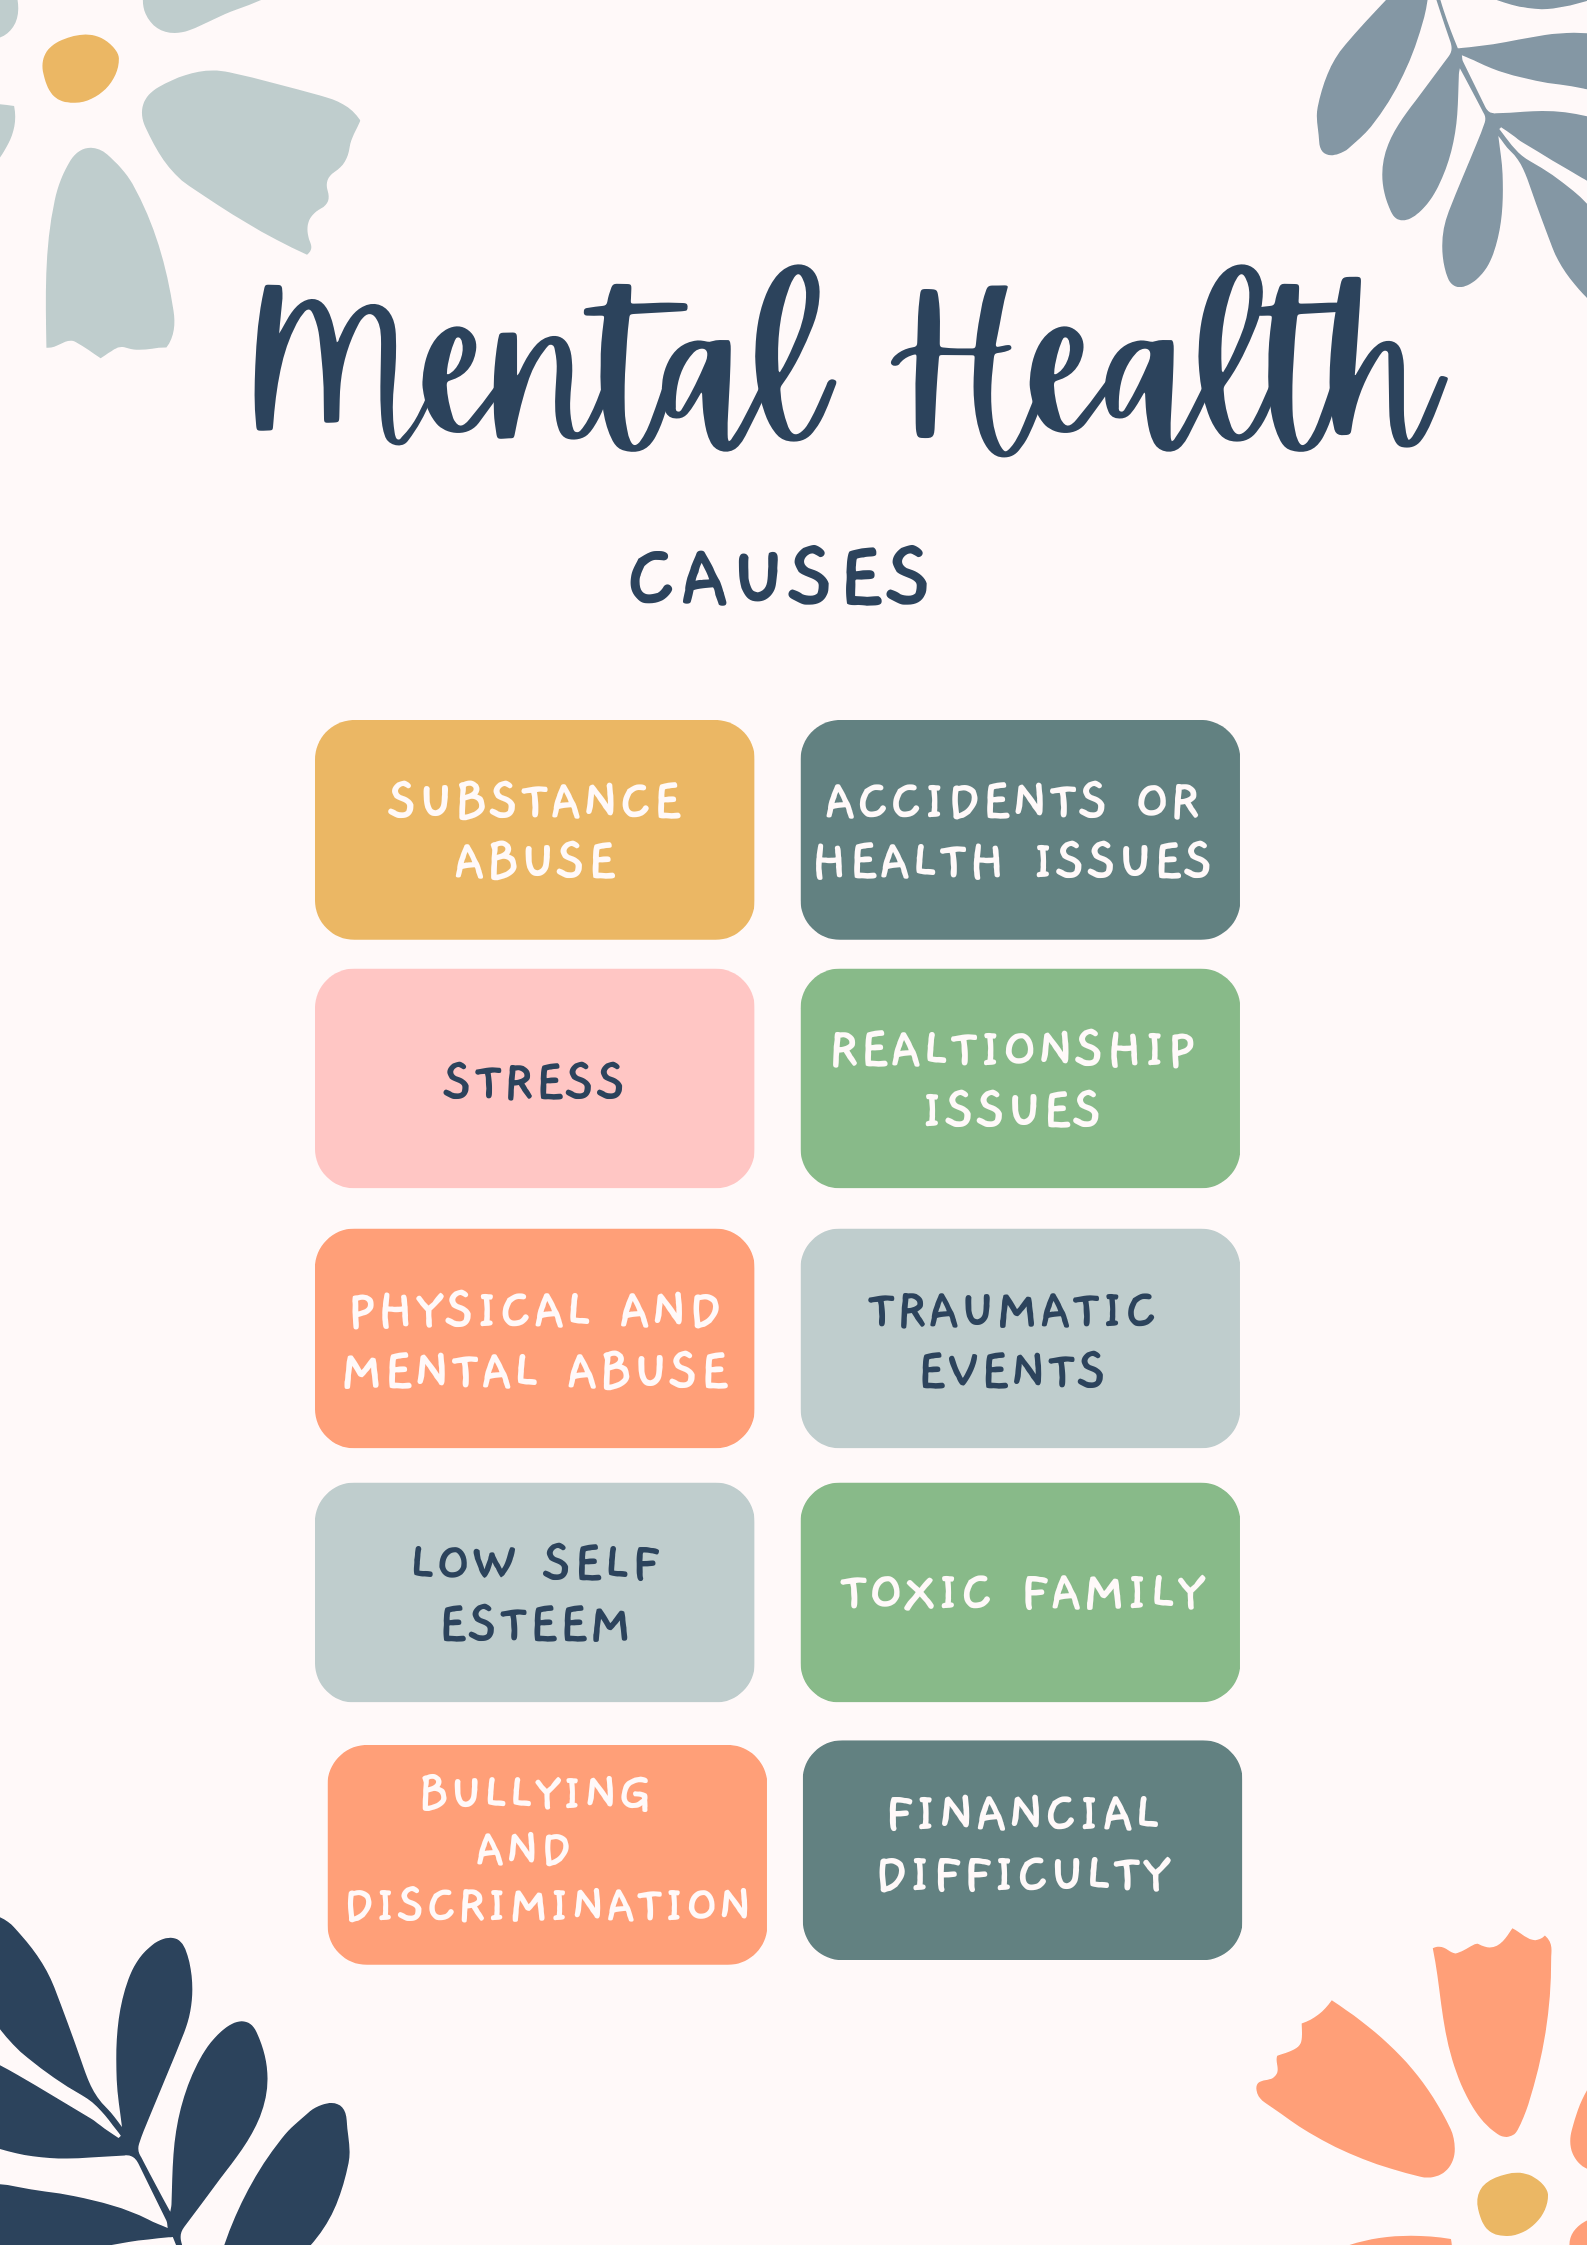 Mental Health
CAUSES
SUBSTANCE
ABUSE
ACCIDENTS OR
HEALTH ISSUES
STRESS
REALTIONSHIP
ISSUES
PHYSICAL AND
MENTAL ABUSE
TRAUMATIC
EVENTS
LOW SELF
ESTEEM
TOXIC FAMILY
BULLYING
AND
DISCRIMINATION
FINANCIAL
DIFFICULTY